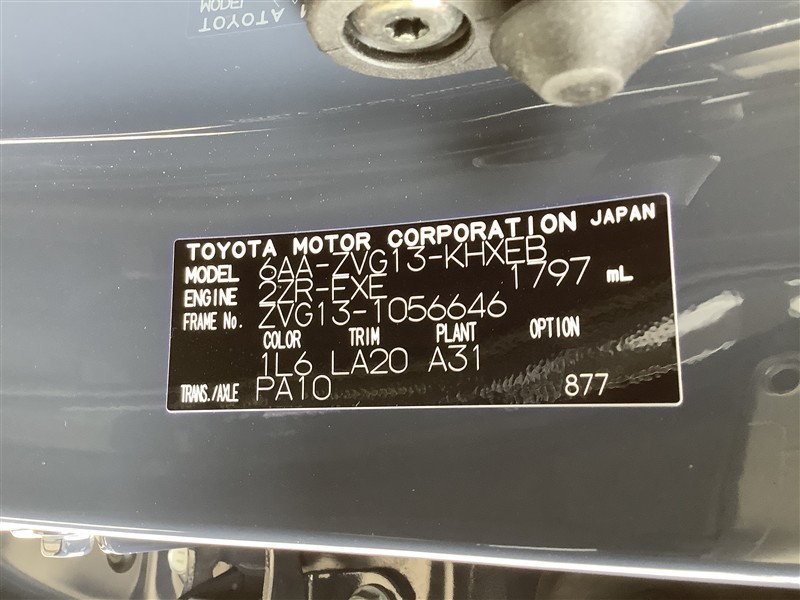 TOYOTA MOTOR CORPORATION JAPAN
MODEL 6AA-ZVG13-KHXEB
ENGINE 2ZR-EXE 1797 mL
FRAME No. ZVG13-1056646
COLOR TRIM PLANT OPTION
1L6 LA20 A31
TRANS./AXLE PA10 877